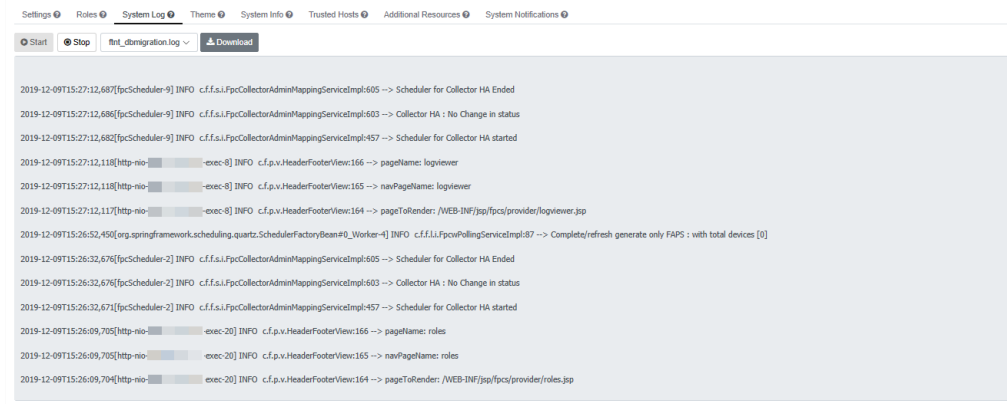 Settings Roles System Log Theme System Info Trusted Hosts Additional Resources System Notifications
Start Stop ftnt_dbmigration.log Download
2019-12-09T15:27:12,687[fpcScheduler-9] INFO c.f.f.s.i.FpcCollectorAdminMappingServiceImpl:605 --> Scheduler for Collector HA Ended
2019-12-09T15:27:12,686[fpcScheduler-9] INFO c.f.f.s.i.FpcCollectorAdminMappingServiceImpl:603 --> Collector HA : No Change in status
2019-12-09T15:27:12,682[fpcScheduler-9] INFO c.f.f.s.i.FpcCollectorAdminMappingServiceImpl:457 --> Scheduler for Collector HA started
2019-12-09T15:27:12,118[http-nio- -exec-8] INFO c.f.p.v.HeaderFooterView:166 --> pageName: logviewer
2019-12-09T15:27:12,118[http-nio- -exec-8] INFO c.f.p.v.HeaderFooterView:165 --> navPageName: logviewer
2019-12-09T15:27:12,117[http-nio- -exec-8] INFO c.f.p.v.HeaderFooterView:164 --> pageToRender: /WEB-INF/jsp/fpcs/provider/logviewer.jsp
2019-12-09T15:26:52,450[org.springframework.scheduling.quartz.SchedulerFactoryBean#0_Worker-4] INFO c.f.f.l.i.FpcwPollingServiceImpl:87 --> Complete/refresh generate only FAPS : with total devices [0]
2019-12-09T15:26:32,676[fpcScheduler-2] INFO c.f.f.s.i.FpcCollectorAdminMappingServiceImpl:605 --> Scheduler for Collector HA Ended
2019-12-09T15:26:32,676[fpcScheduler-2] INFO c.f.f.s.i.FpcCollectorAdminMappingServiceImpl:603 --> Collector HA : No Change in status
2019-12-09T15:26:32,671[fpcScheduler-2] INFO c.f.f.s.i.FpcCollectorAdminMappingServiceImpl:457 --> Scheduler for Collector HA started
2019-12-09T15:26:09,705[http-nio- -exec-20] INFO c.f.p.v.HeaderFooterView:166 --> pageName: roles
2019-12-09T15:26:09,705[http-nio- -exec-20] INFO c.f.p.v.HeaderFooterView:165 --> navPageName: roles
2019-12-09T15:26:09,704[http-nio- -exec-20] INFO c.f.p.v.HeaderFooterView:164 --> pageToRender: /WEB-INF/jsp/fpcs/provider/roles.jsp